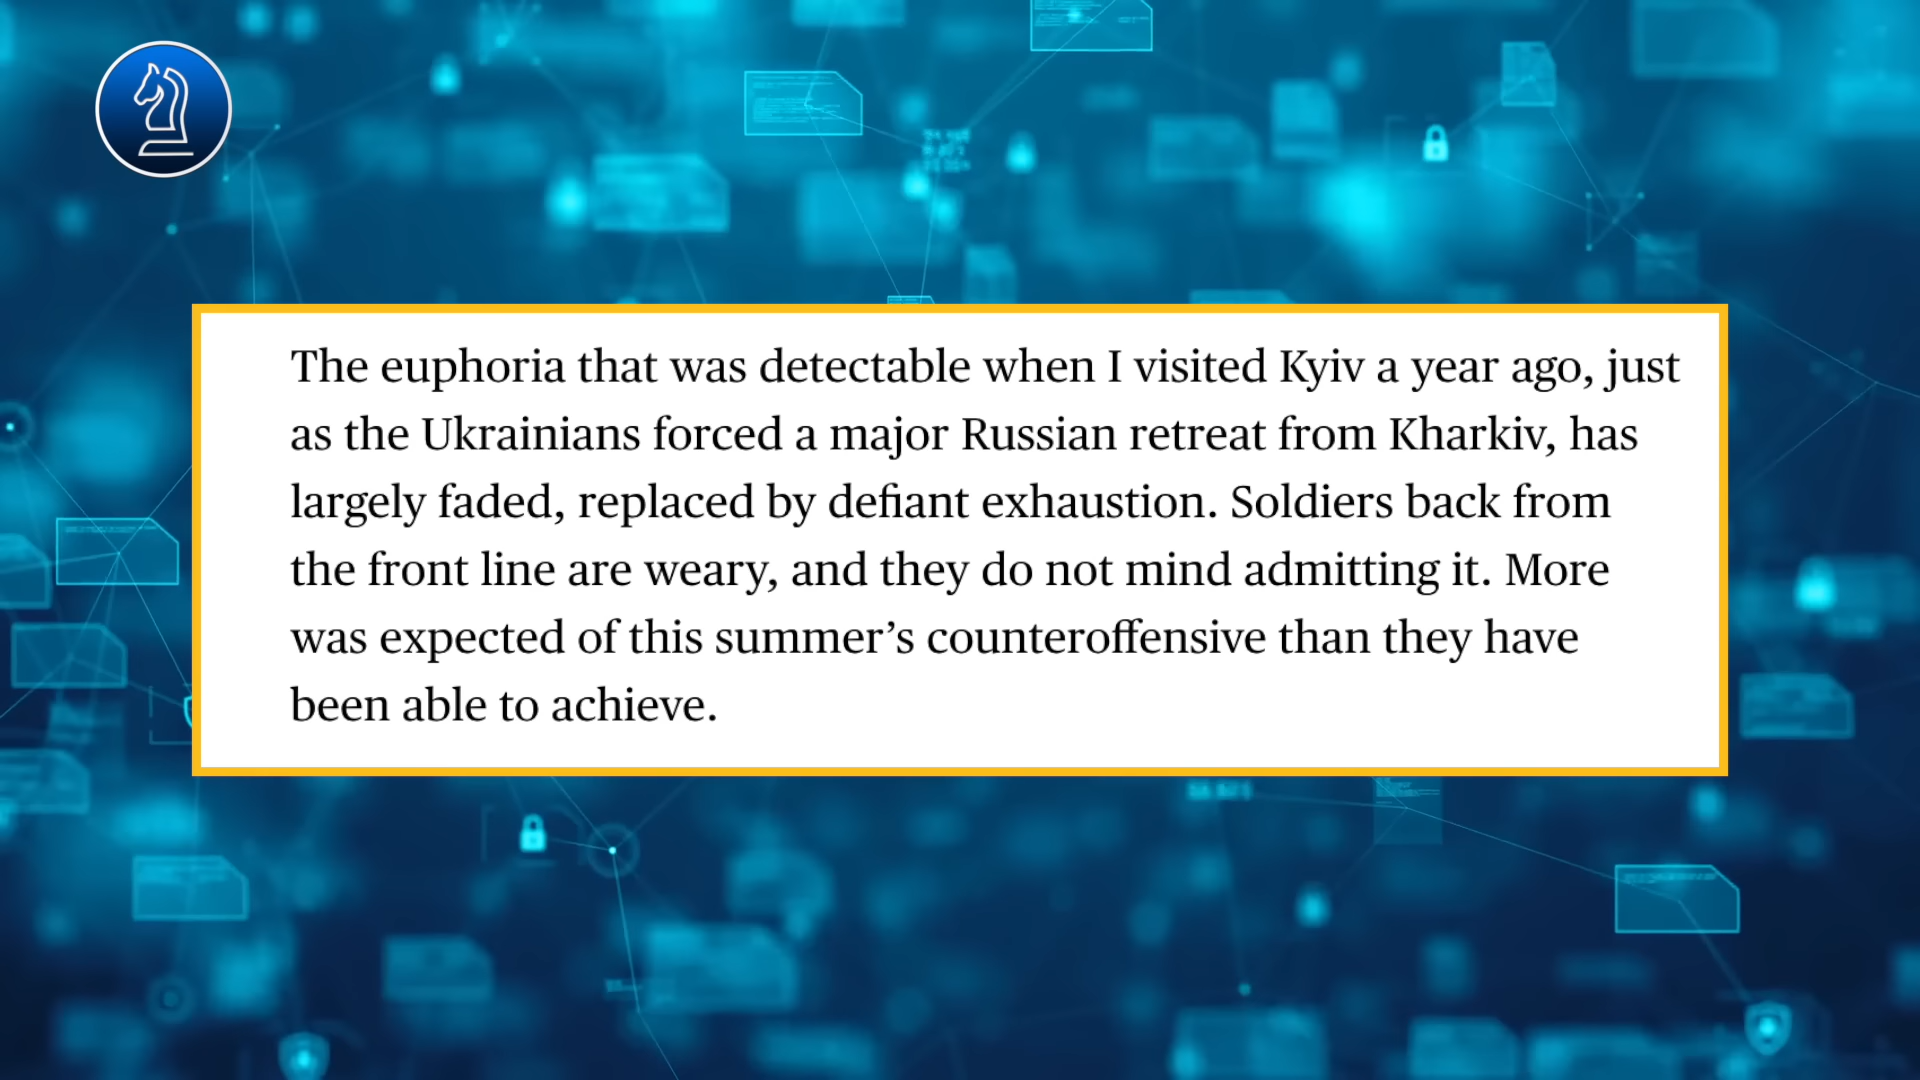 The euphoria that was detectable when I visited Kyiv a year ago, just
as the Ukrainians forced a major Russian retreat from Kharkiv, has
largely faded, replaced by defiant exhaustion. Soldiers back from
the front line are weary, and they do not mind admitting it. More
was expected of this summer’s counteroffensive than they have
been able to achieve.